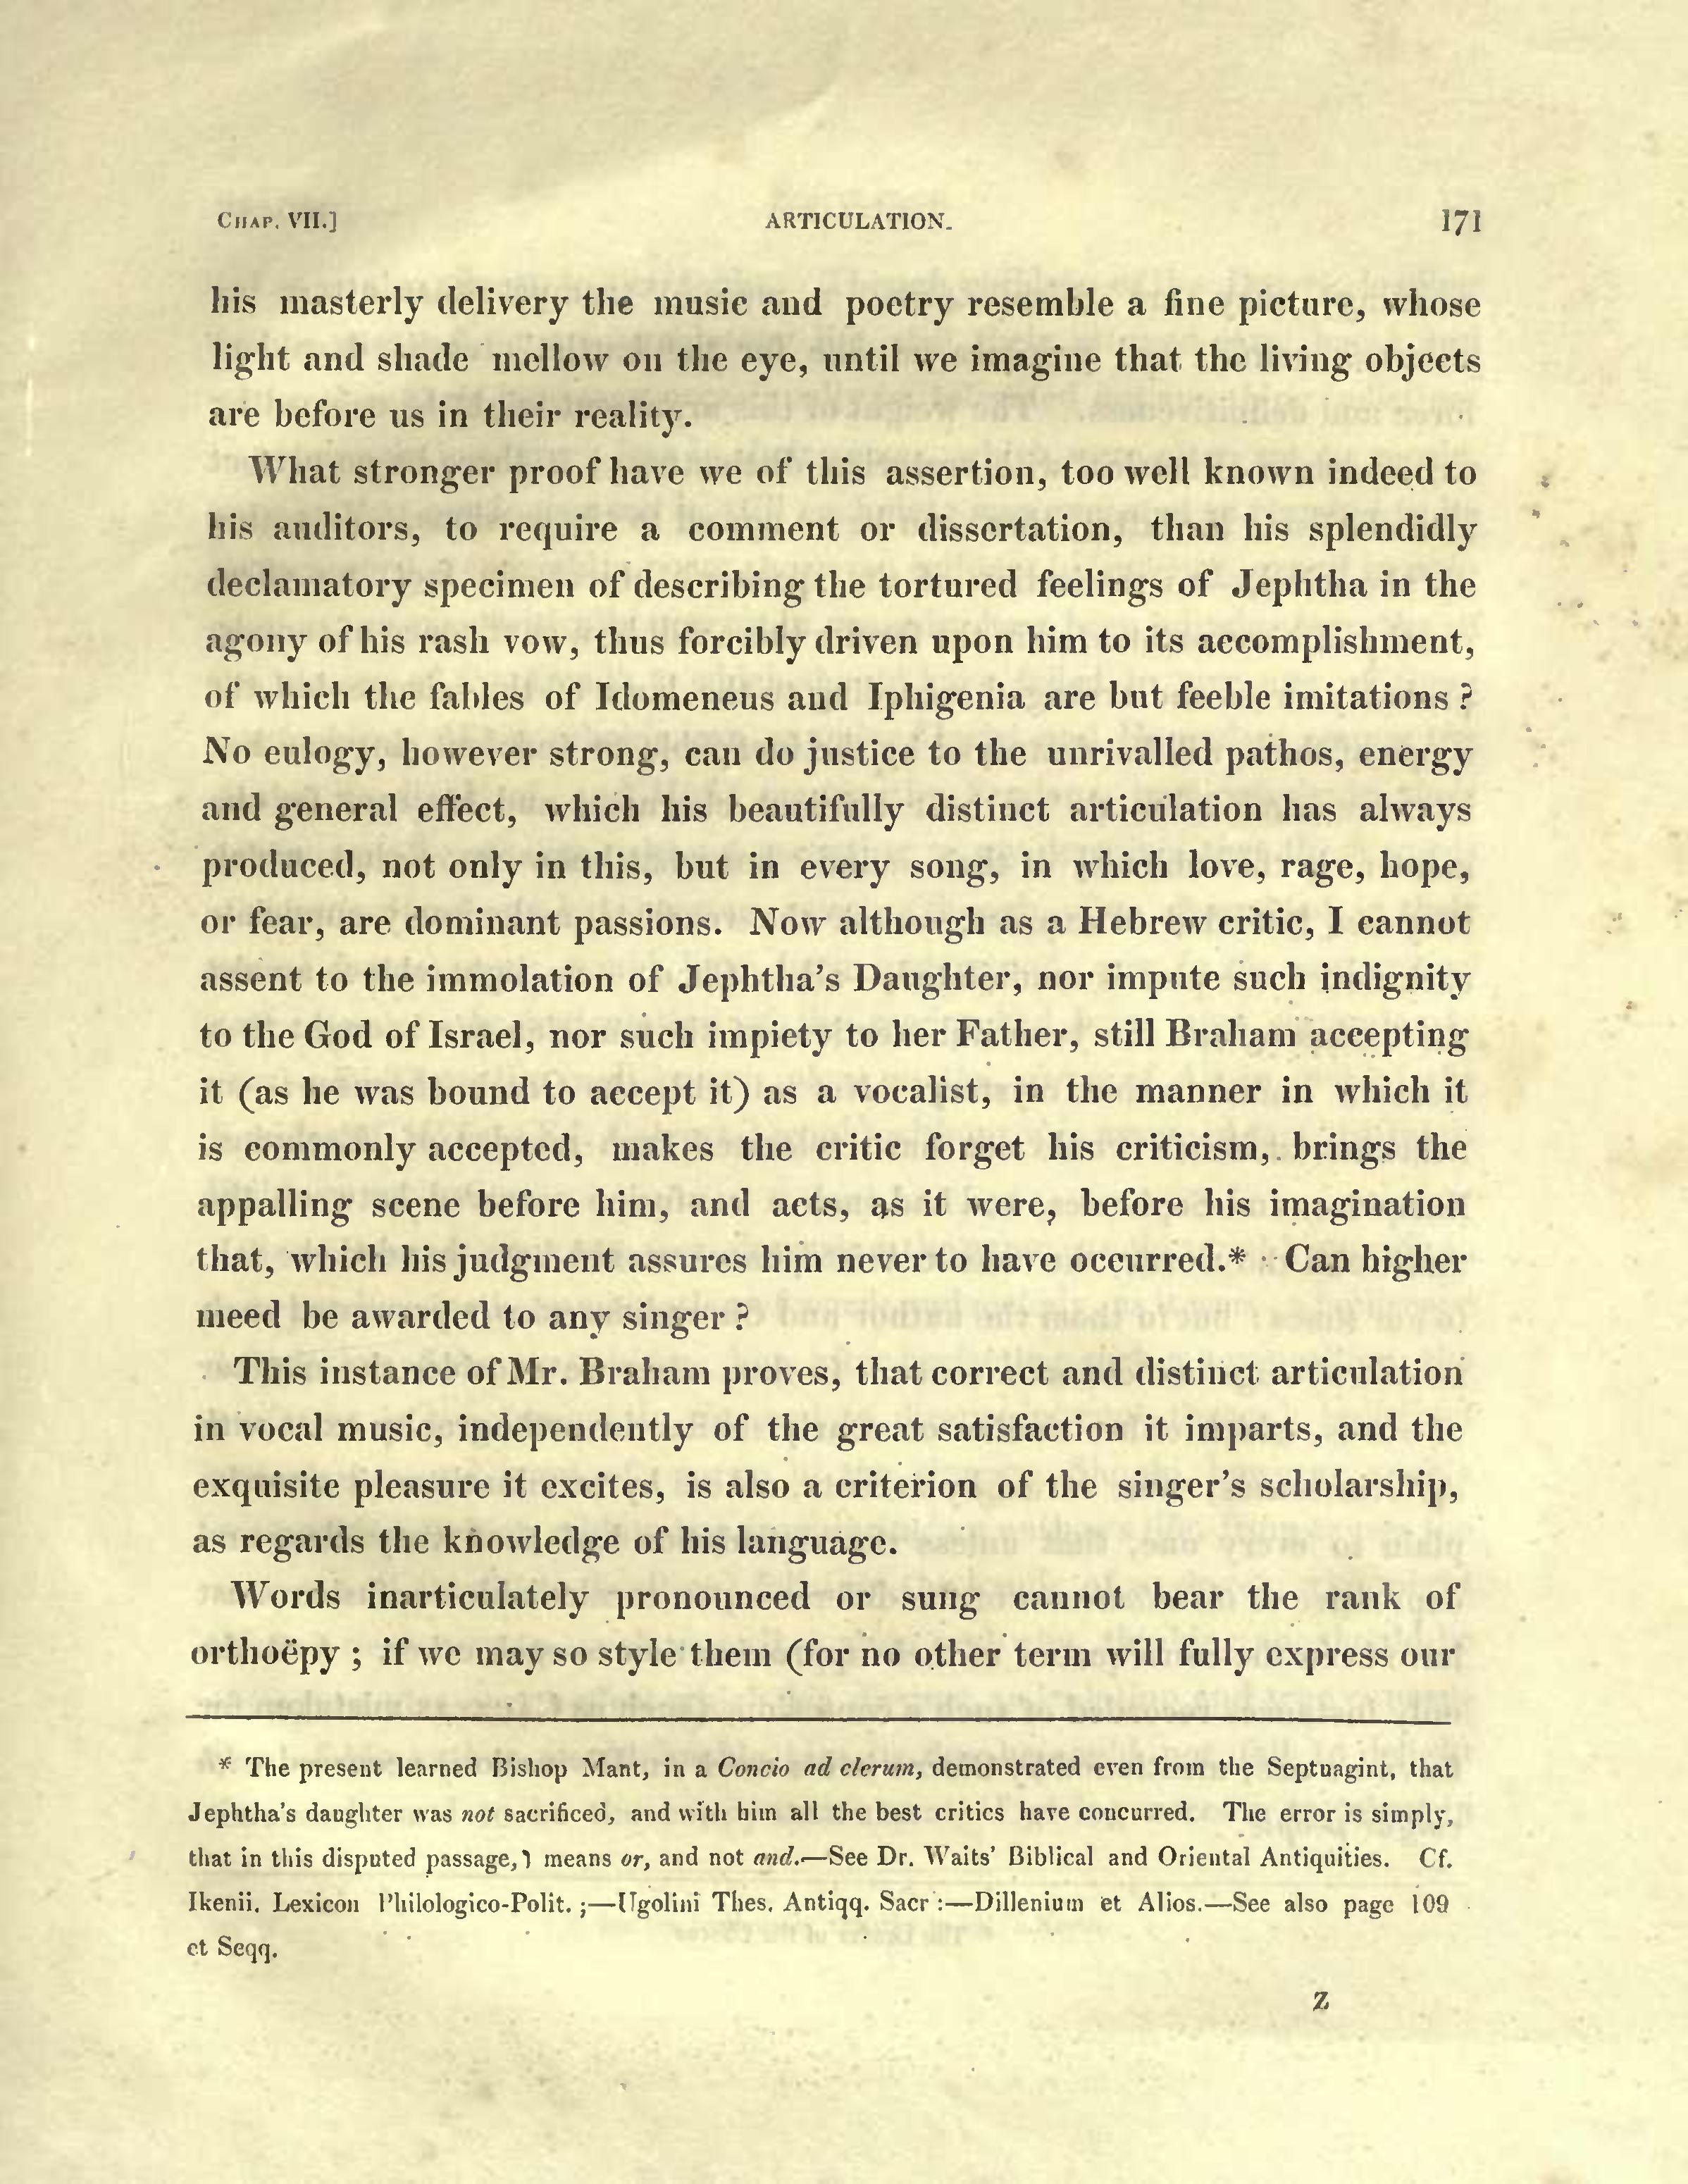 CHAP. VII.] ARTICULATION. 171
his masterly delivery the music and poetry resemble a fine picture, whose
light and shade mellow on the eye, until we imagine that the living objects
are before us in their reality.
What stronger proof have we of this assertion, too well known indeed to
his auditors, to require a comment or dissertation, than his splendidly
declamatory specimen of describing the tortured feelings of Jephtha in the
agony of his rash vow, thus forcibly driven upon him to its accomplishment,
of which the fables of Idomeneus and Iphigenia are but feeble imitations ?
No eulogy, however strong, can do justice to the unrivalled pathos, energy
and general effect, which his beautifully distinct articulation has always
produced, not only in this, but in every song, in which love, rage, hope,
or fear, are dominant passions. Now although as a Hebrew critic, I cannot
assent to the immolation of Jephtha's Daughter, nor impute such indignity
to the God of Israel, nor such impiety to her Father, still Braham accepting
it (as he was bound to accept it) as a vocalist, in the manner in which it
is commonly accepted, makes the critic forget his criticism, brings the
appalling scene before him, and acts, as it were, before his imagination
that, which his judgment assures him never to have occurred.* Can higher
meed be awarded to any singer ?
This instance of Mr. Braham proves, that correct and distinct articulation
in vocal music, independently of the great satisfaction it imparts, and the
exquisite pleasure it excites, is also a criterion of the singer's scholarship,
as regards the knowledge of his language.
Words inarticulately pronounced or sung cannot bear the rank of
orthoëpy ; if we may so style them (for no other term will fully express our
* The present learned Bishop Mant, in a Concio ad clerum, demonstrated even from the Septuagint, that
Jephtha's daughter was not sacrificed, and with him all the best critics have concurred. The error is simply,
that in this disputed passage, ו means or, and not and.—See Dr. Waits' Biblical and Oriental Antiquities. Cf.
Ikenii. Lexicon Philologico-Polit. ;—Ugolini Thes. Antiqq. Sacr :—Dillenium et Alios.—See also page 109
et Seqq.
Z